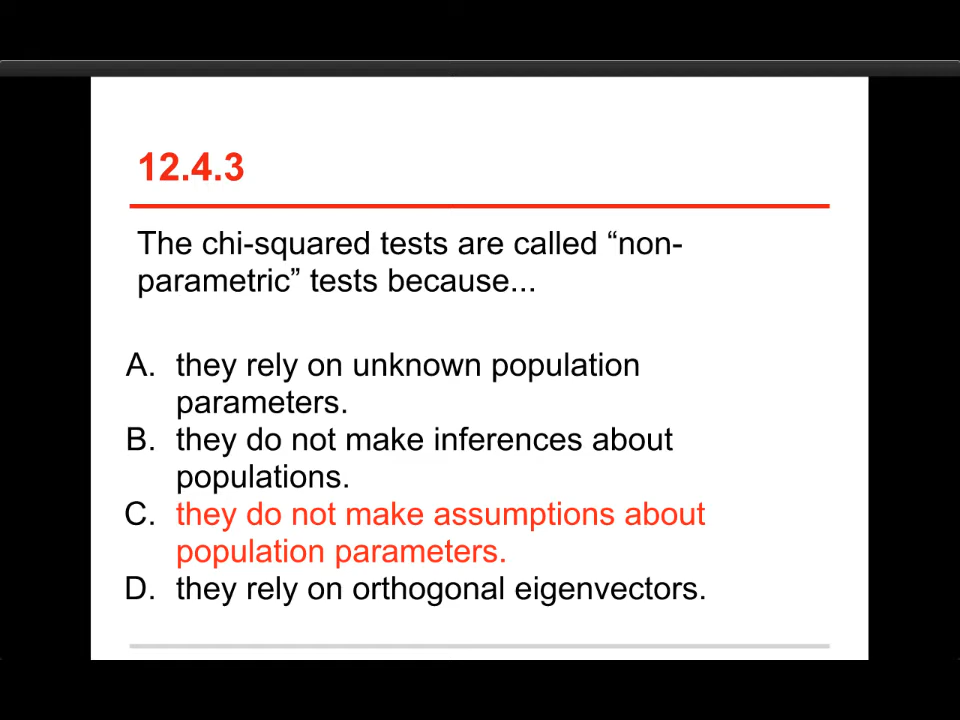 12.4.3
The chi-squared tests are called “non-
parametric” tests because...
A. they rely on unknown population
parameters.
B. they do not make inferences about
populations.
C. they do not make assumptions about
population parameters.
D. they rely on orthogonal eigenvectors.